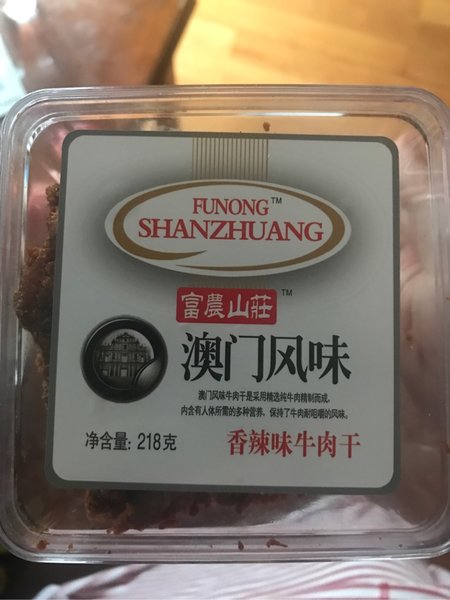 FUNONG™
SHANZHUANG
富農山莊™
澳门风味
澳门风味牛肉干是采用精选纯牛肉精制而成,
内含有人体所需的多种营养,保持了牛肉耐咀嚼的风味。
净含量: 218克
香辣味牛肉干